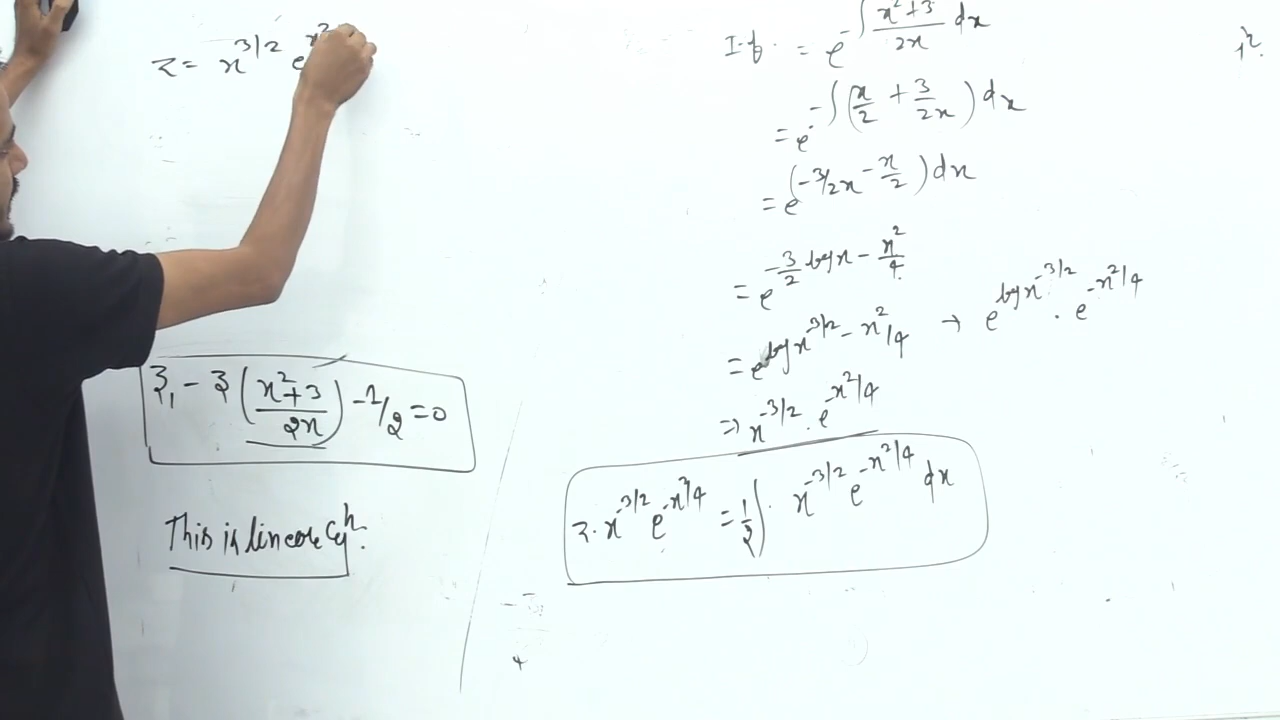 z = x^{3/2} e^{x^2
z_1 - z (x^2+3 / 2x) - 1/2 = 0
This is linear eq^n.
I.f. = e^{-∫ (x^2+3)/2x dx}
= e^{-∫ (x/2 + 3/2x) dx}
= e^{(-3/2x - x/2) dx}
= e^{-3/2 log x - x^2/4}
= e^{log x^{-3/2} - x^2/4} → e^{log x^{-3/2}} . e^{-x^2/4}
⇒ x^{-3/2} . e^{-x^2/4}
z . x^{-3/2} e^{-x^2/4} = 1/2 ∫ . x^{-3/2} e^{-x^2/4} dx